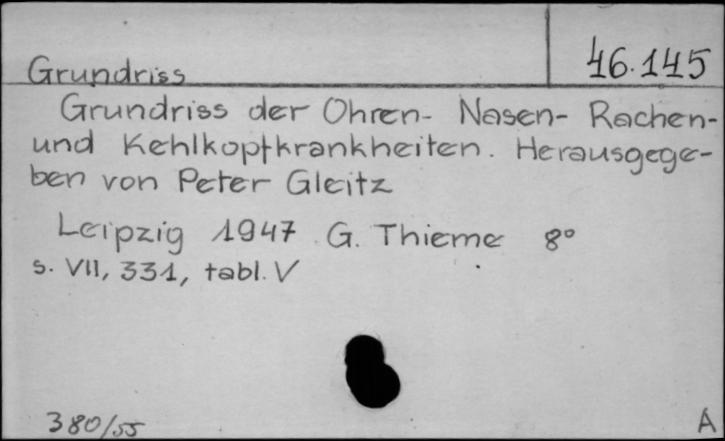 46.145
Grundriss
Grundriss der Ohren- Nasen- Rachen-
und Kehlkopfkrankheiten. Herausgege-
ben von Peter Gleitz
Leipzig 1947 G. Thieme 8°
s. VII, 331, tabl. V
380/55
A